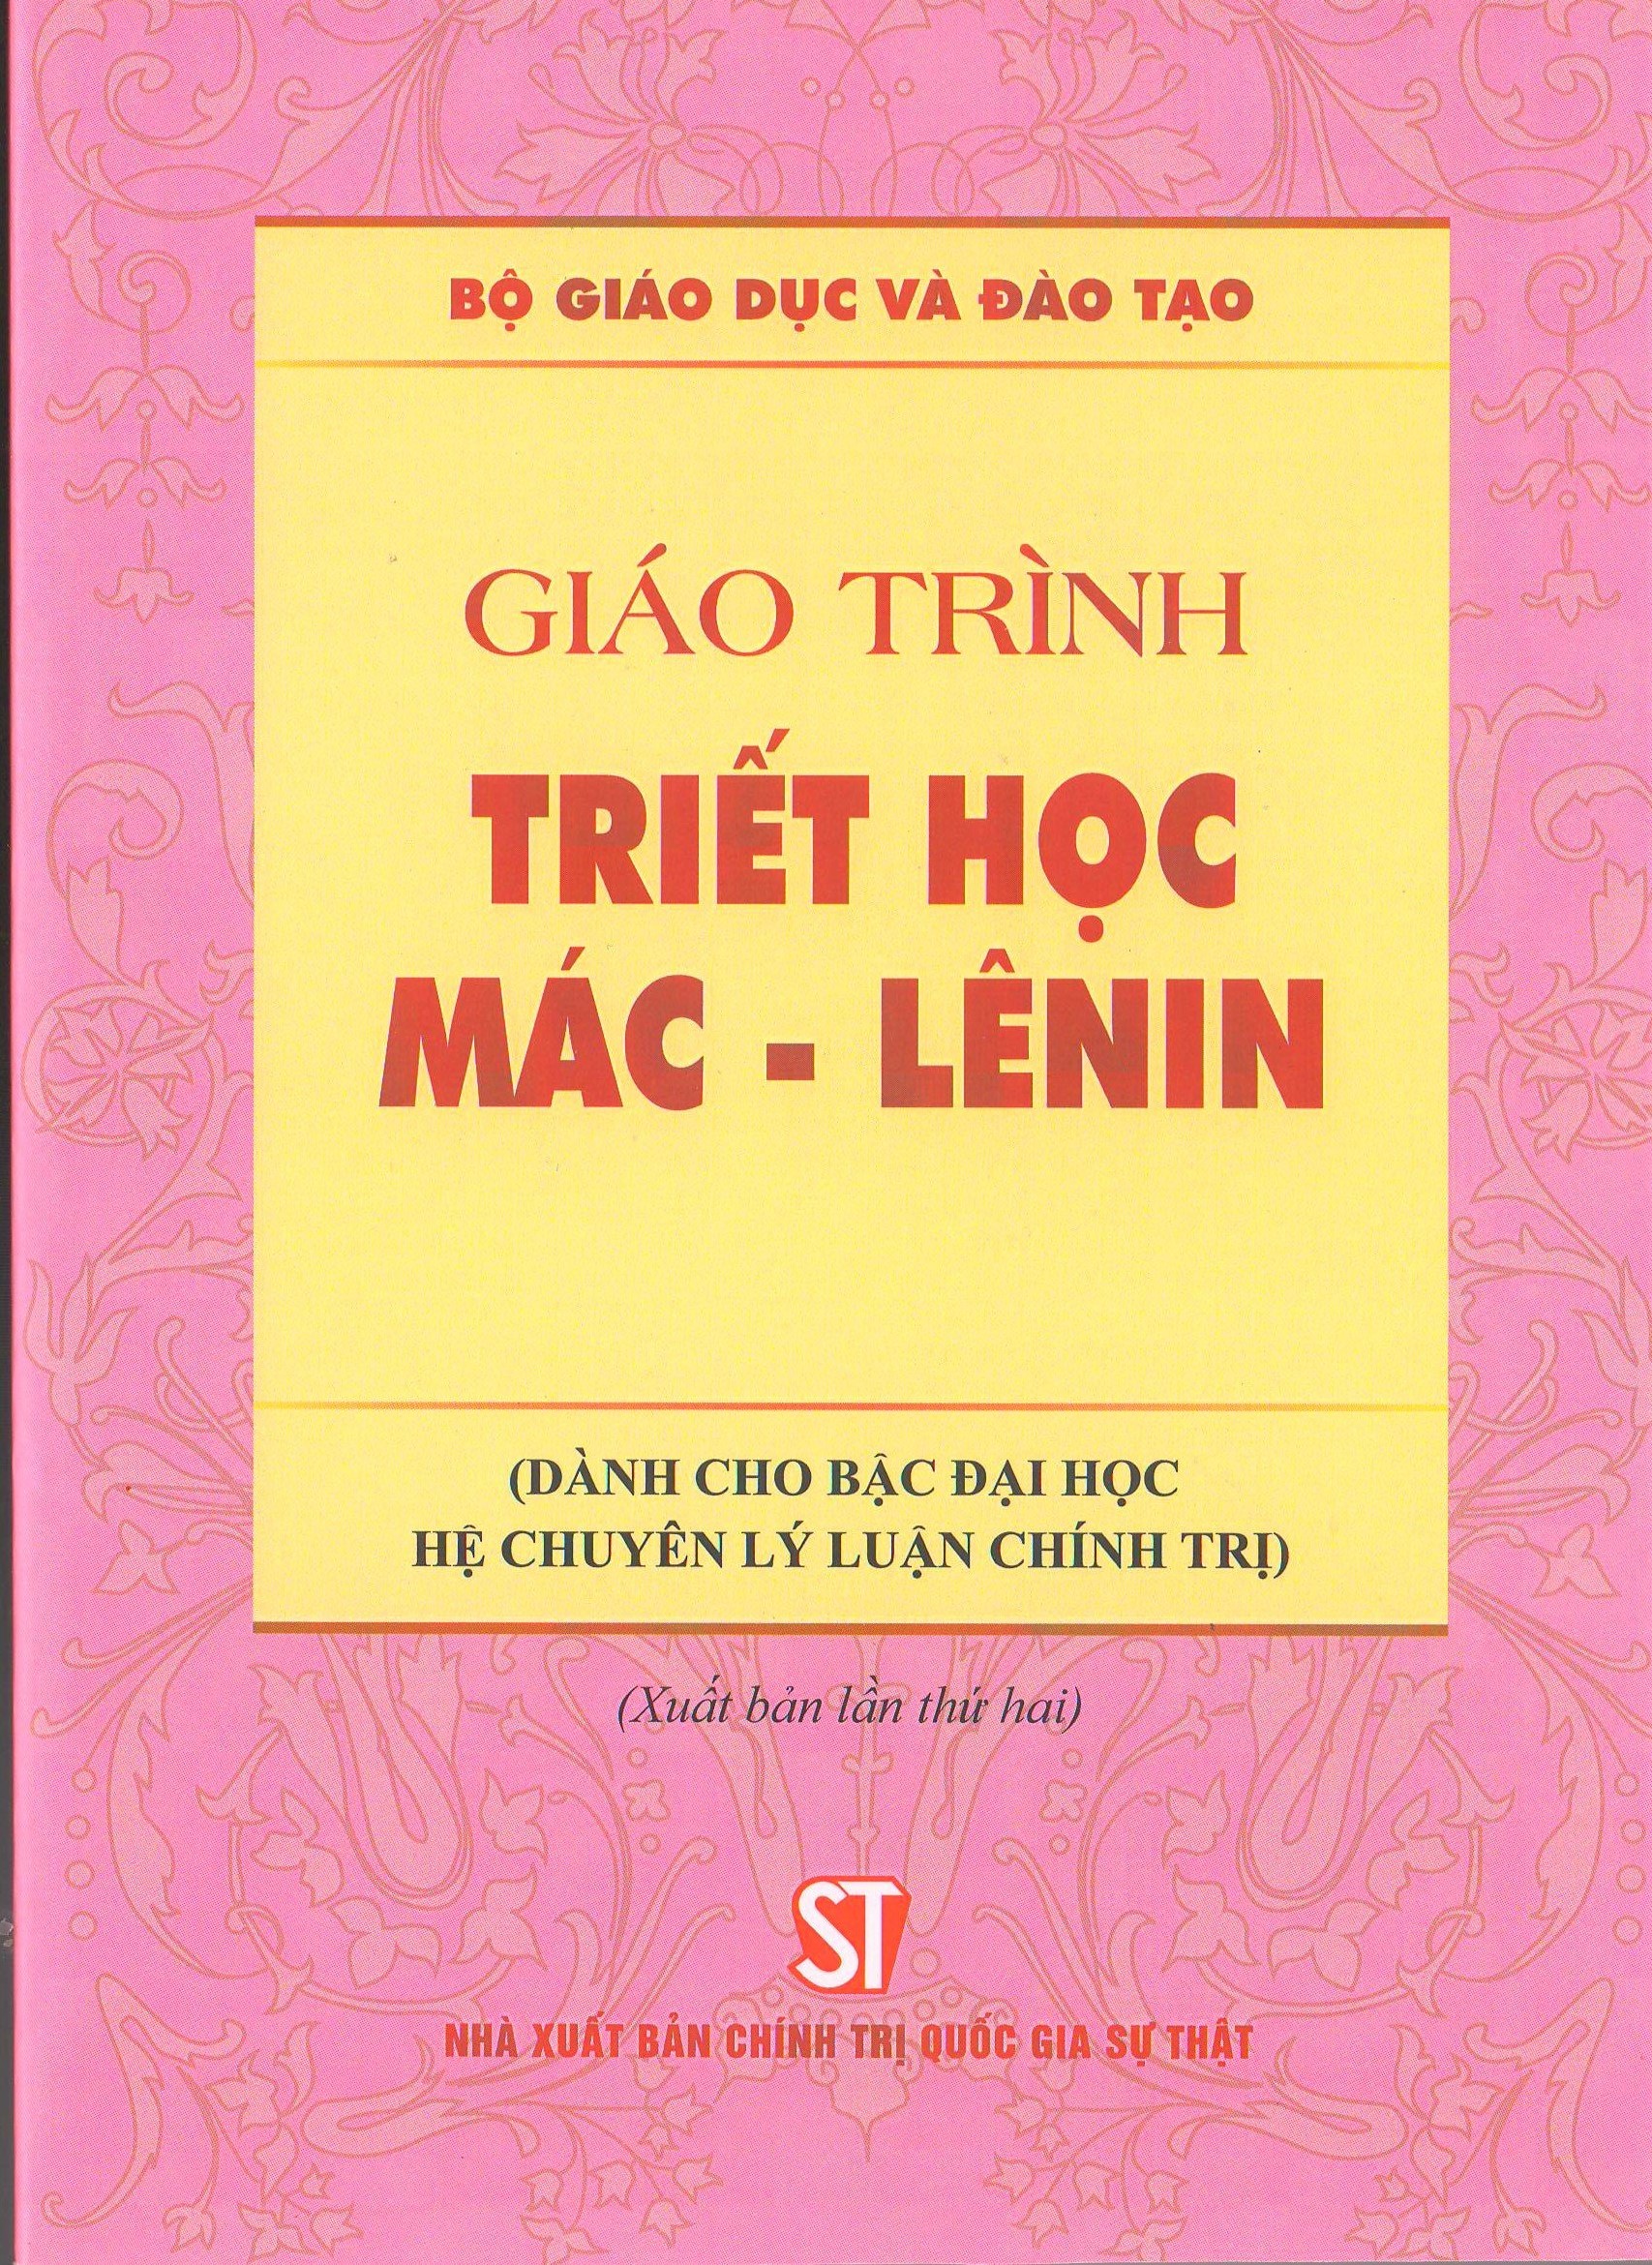 BỘ GIÁO DỤC VÀ ĐÀO TẠO
GIÁO TRÌNH
TRIẾT HỌC
MÁC - LÊNIN
(DÀNH CHO BẬC ĐẠI HỌC
HỆ CHUYÊN LÝ LUẬN CHÍNH TRỊ)
(Xuất bản lần thứ hai)
ST
NHÀ XUẤT BẢN CHÍNH TRỊ QUỐC GIA SỰ THẬT